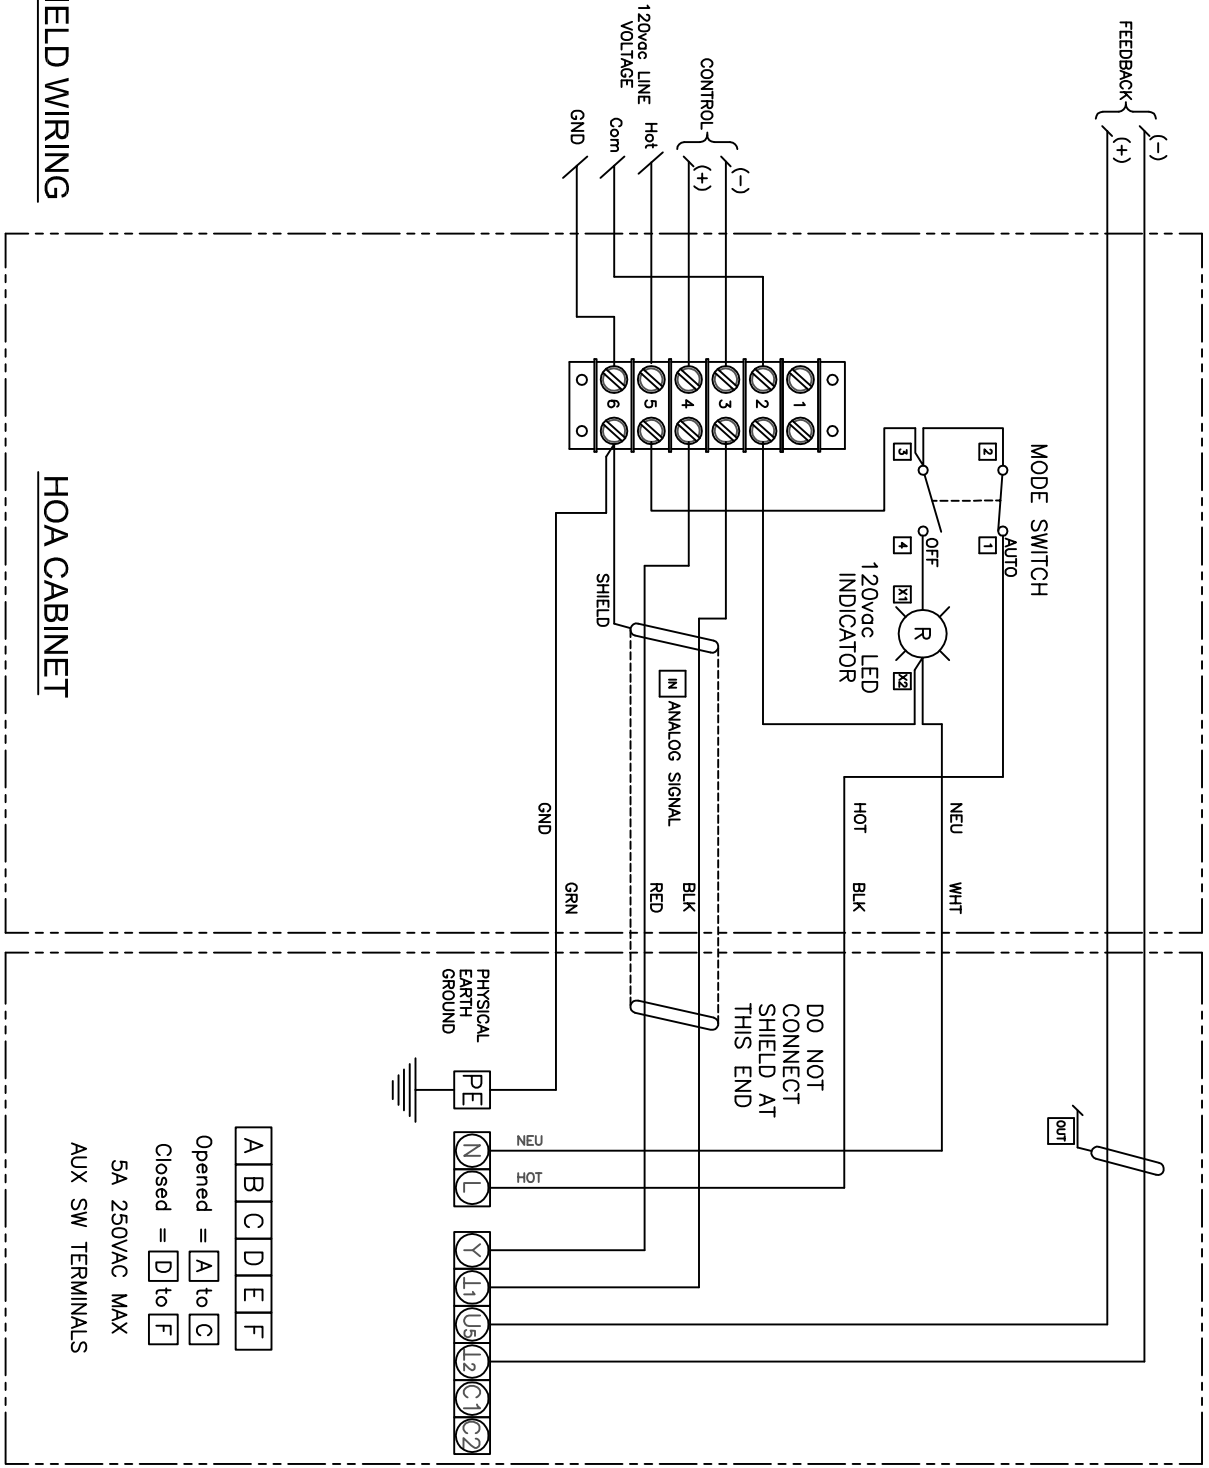 FEEDBACK
(-)
(+)
CONTROL
(-)
(+)
120vac LINE
VOLTAGE
Hot
Com
GND
IELD WIRING
1
2
3
4
5
6
MODE SWITCH
2
1
AUTO
3
4
OFF
X1
R
X2
120vac LED
INDICATOR
SHIELD
IN
ANALOG SIGNAL
HOA CABINET
NEU
WHT
HOT
BLK
BLK
RED
GND
GRN
DO NOT
CONNECT
SHIELD AT
THIS END
OUT
PHYSICAL
EARTH
GROUND
PE
NEU
HOT
N
L
Y
⊥1
U5
⊥2
C1
C2
A B C D E F
Opened = A to C
Closed = D to F
5A 250VAC MAX
AUX SW TERMINALS